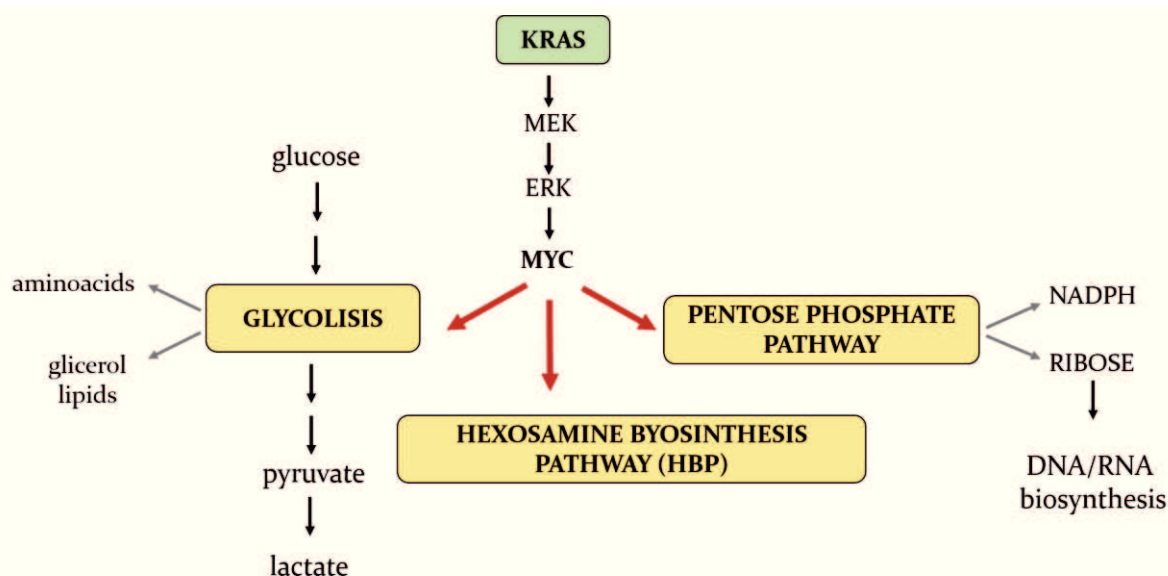 KRAS
MEK
ERK
MYC
glucose
GLYCOLISIS
aminoacids
glicerol
lipids
pyruvate
lactate
HEXOSAMINE BYOSINTHESIS
PATHWAY (HBP)
PENTOSE PHOSPHATE
PATHWAY
NADPH
RIBOSE
DNA/RNA
biosynthesis